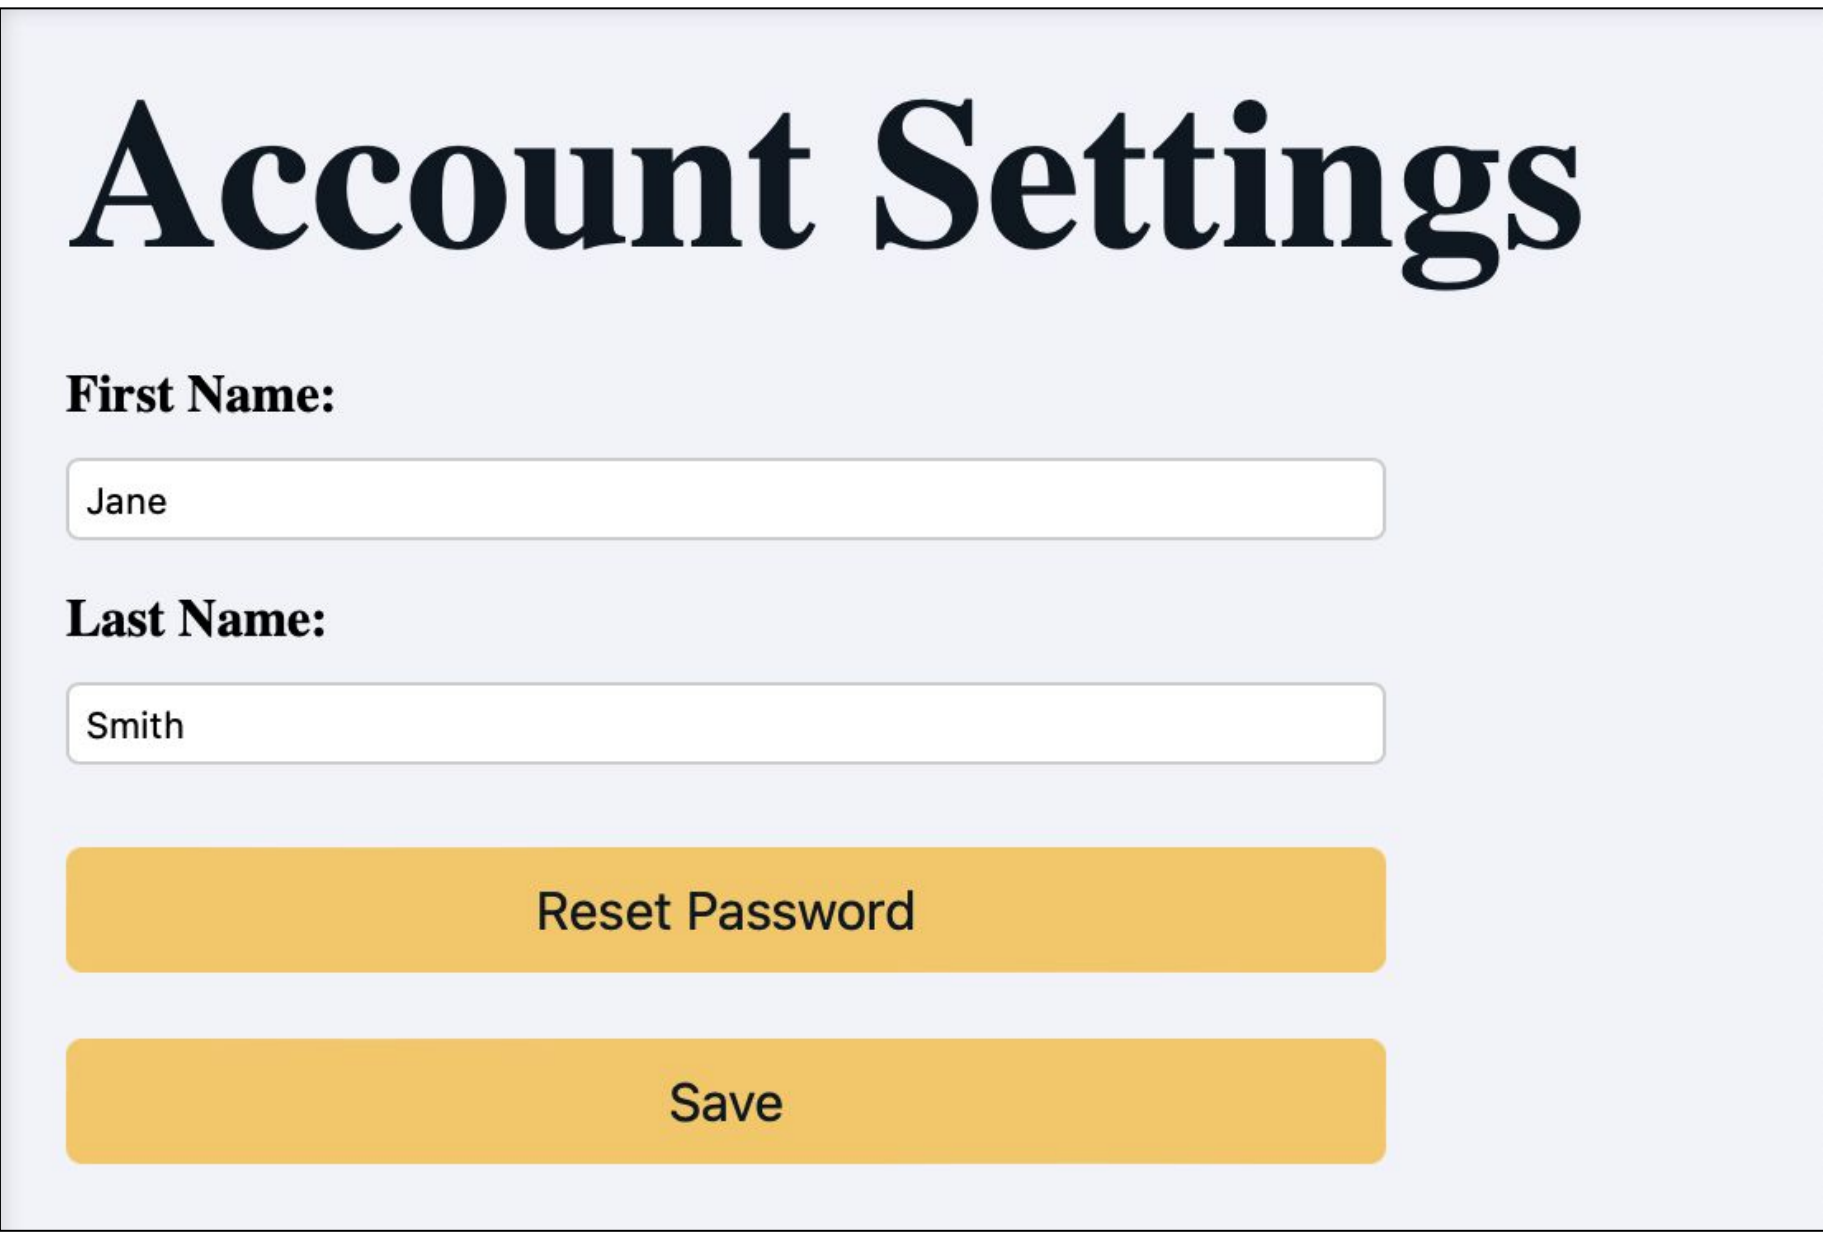 Account Settings
First Name:
Jane
Last Name:
Smith
Reset Password
Save